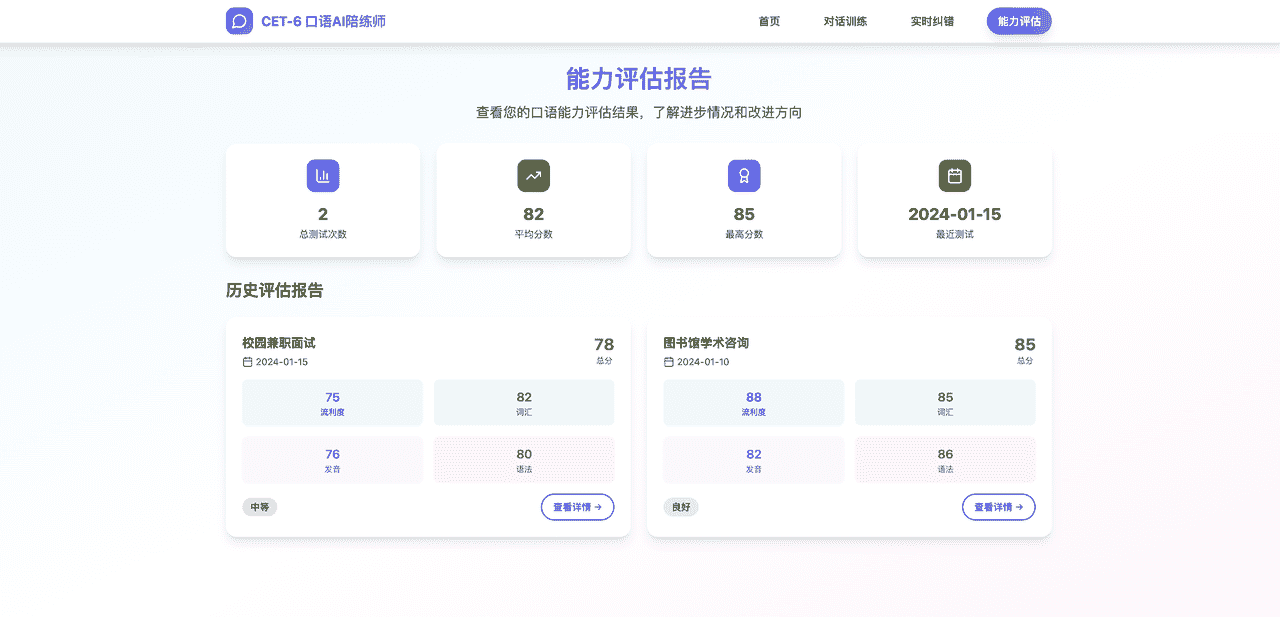 CET-6 口语AI陪练师
首页
对话训练
实时纠错
能力评估
能力评估报告
查看您的口语能力评估结果，了解进步情况和改进方向
2
总测试次数
82
平均分数
85
最高分数
2024-01-15
最近测试
历史评估报告
校园兼职面试
78
2024-01-15
总分
75
流利度
82
词汇
76
发音
80
语法
中等
查看详情 →
图书馆学术咨询
85
2024-01-10
总分
88
流利度
85
词汇
82
发音
86
语法
良好
查看详情 →